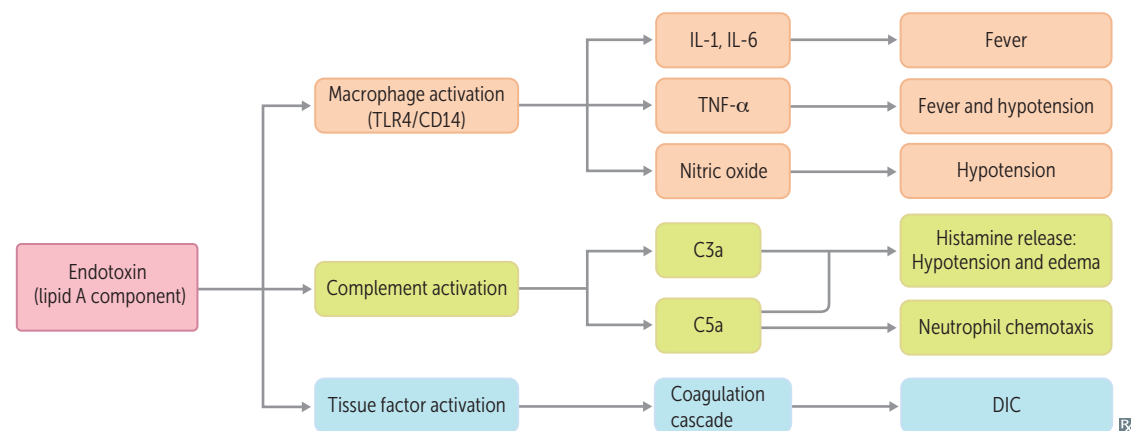 IL-1, IL-6
Fever
Macrophage activation
(TLR4/CD14)
TNF-α
Fever and hypotension
Nitric oxide
Hypotension
Endotoxin
(lipid A component)
Complement activation
C3a
Histamine release:
Hypotension and edema
C5a
Neutrophil chemotaxis
Tissue factor activation
Coagulation
cascade
DIC
℞